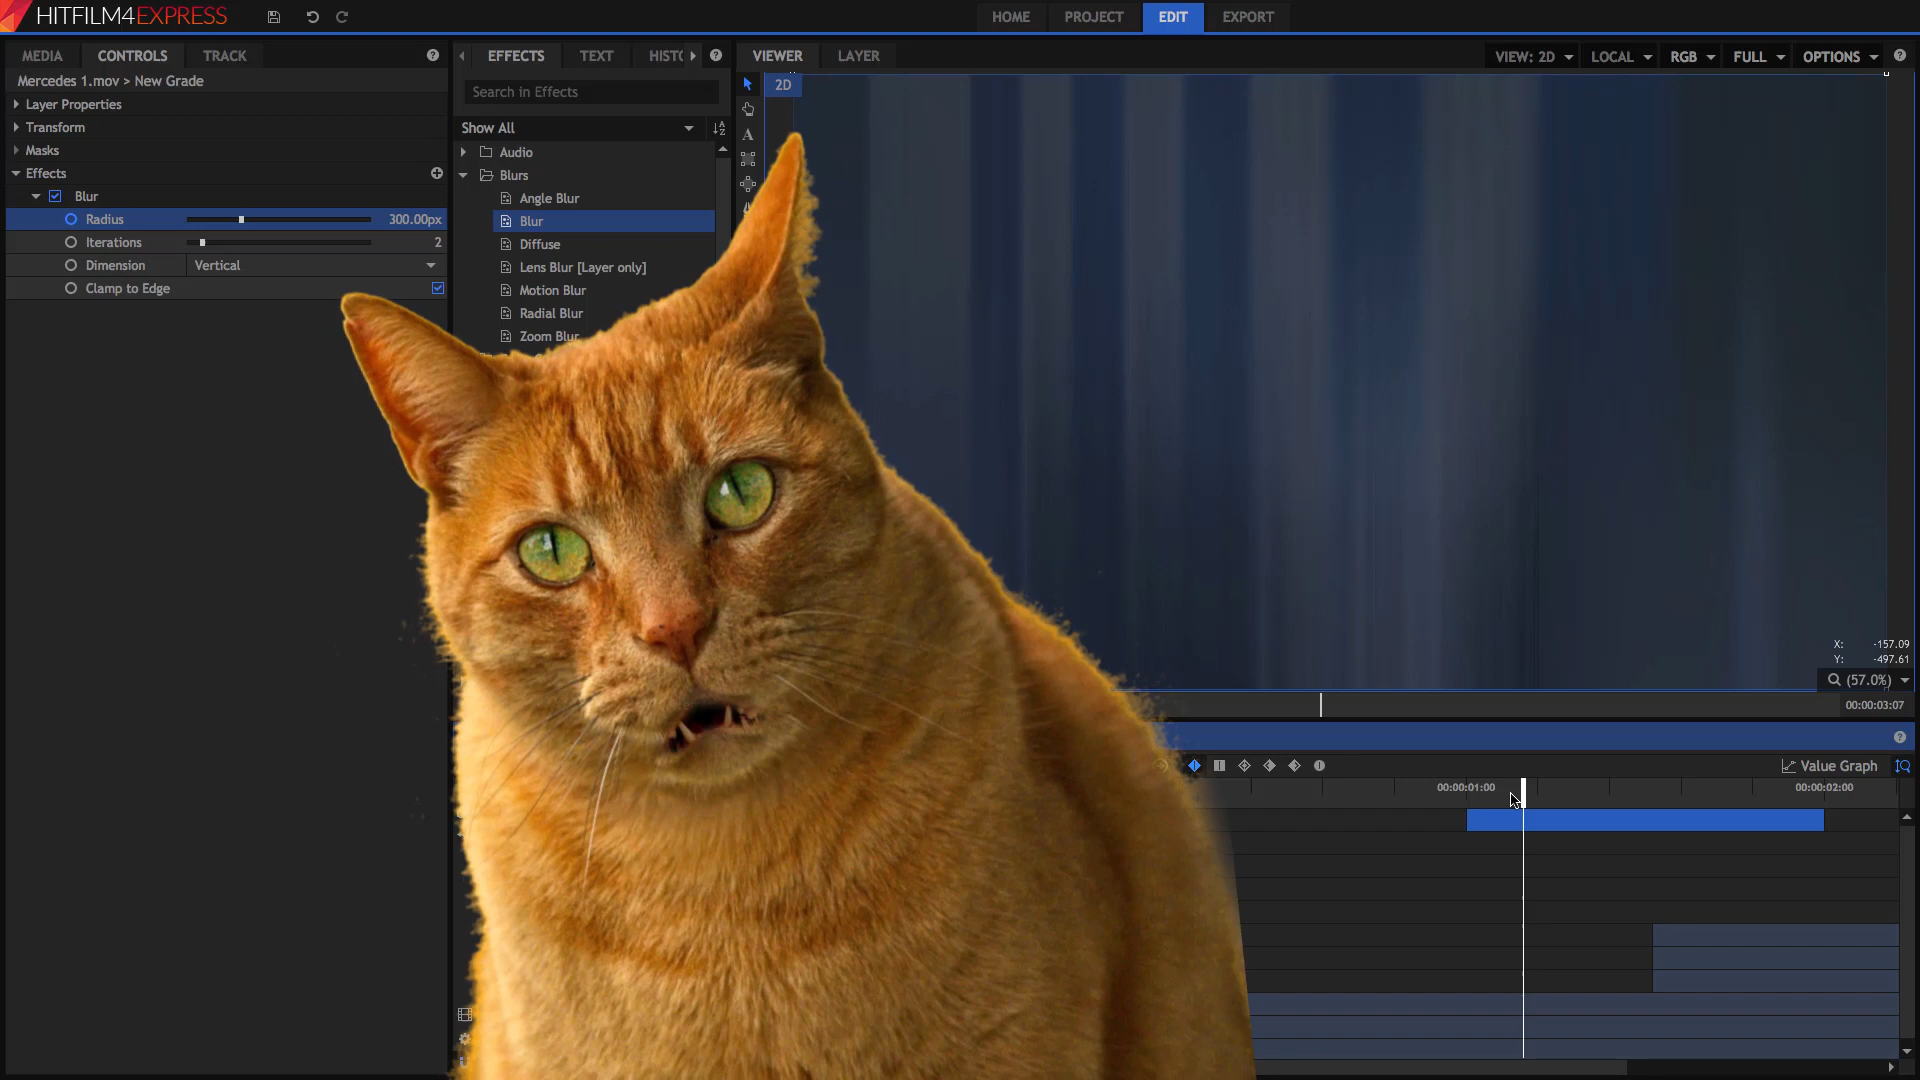 HITFILM4EXPRESS
HOME PROJECT EDIT EXPORT
MEDIA CONTROLS TRACK
Mercedes 1.mov > New Grade
Layer Properties
Transform
Masks
Effects
Blur
Radius 300.00px
Iterations 2
Dimension Vertical
Clamp to Edge
EFFECTS TEXT HISTO
Search in Effects
Show All
Audio
Blurs
Angle Blur
Blur
Diffuse
Lens Blur [Layer only]
Motion Blur
Radial Blur
Zoom Blur
VIEWER LAYER
VIEW: 2D LOCAL RGB FULL OPTIONS
2D
X: -157.09
Y: -497.61
(57.0%)
00:00:03:07
Value Graph
00:00:01:00 00:00:02:00